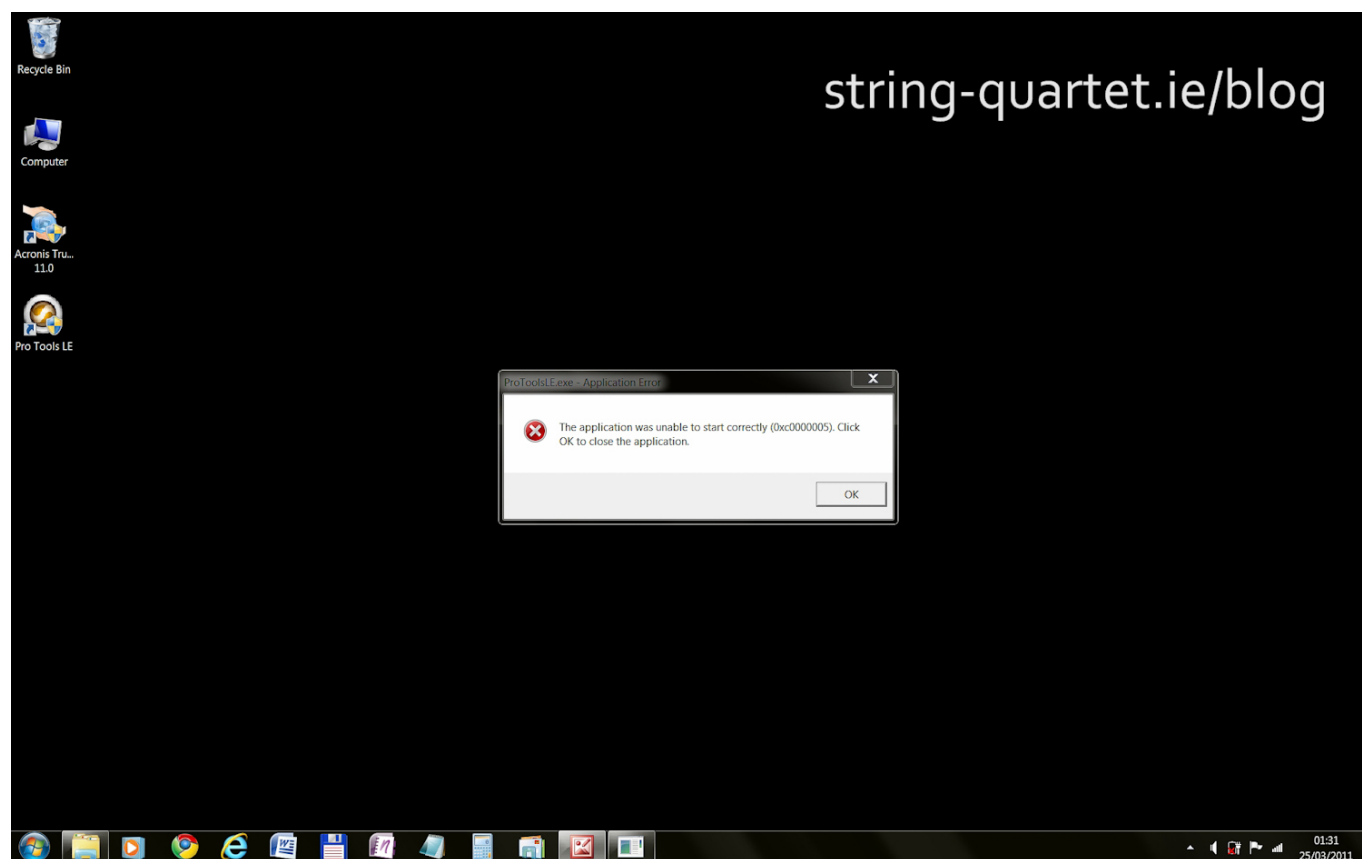 Recycle Bin
string-quartet.ie/blog
Computer
Acronis Tru...
11.0
Pro Tools LE
ProToolsLE.exe - Application Error
The application was unable to start correctly (0xc0000005). Click
OK to close the application.
OK
01:31
25/03/2011